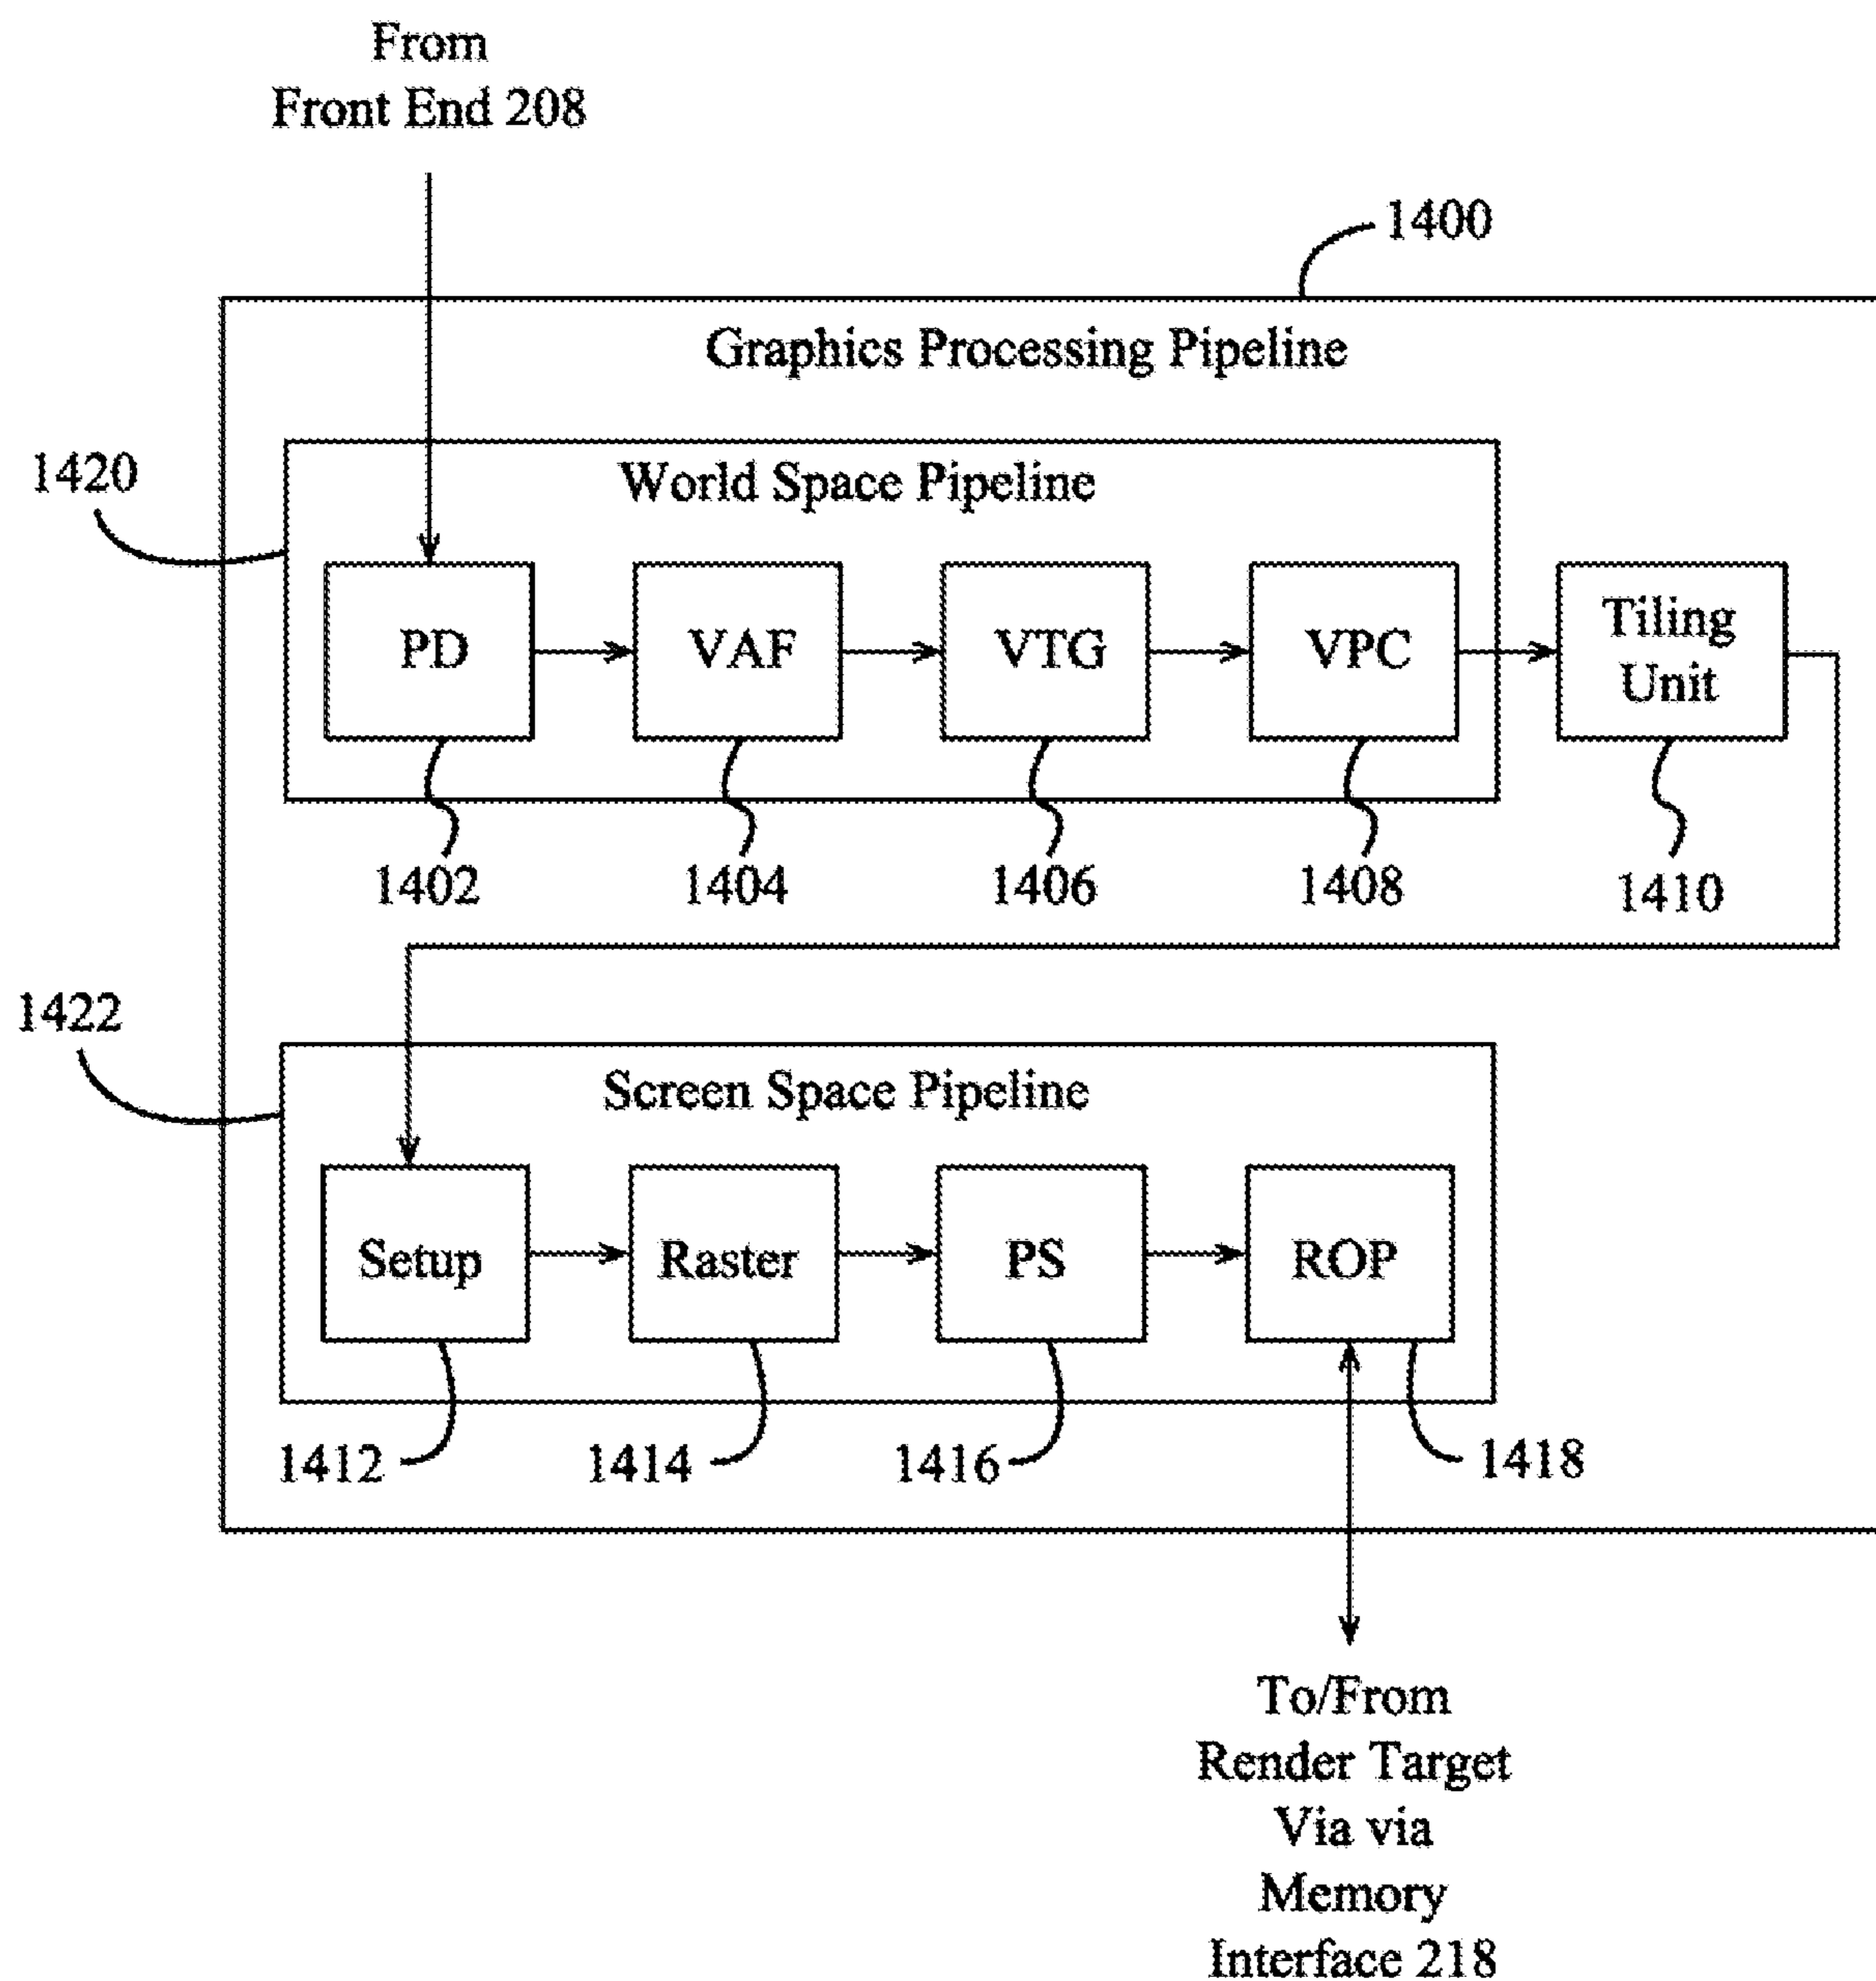 From
Front End 208
1400
Graphics Processing Pipeline
1420
World Space Pipeline
PD
VAF
VTG
VPC
Tiling
Unit
1402
1404
1406
1408
1410
1422
Screen Space Pipeline
Setup
Raster
PS
ROP
1412
1414
1416
1418
To/From
Render Target
Via via
Memory
Interface 218